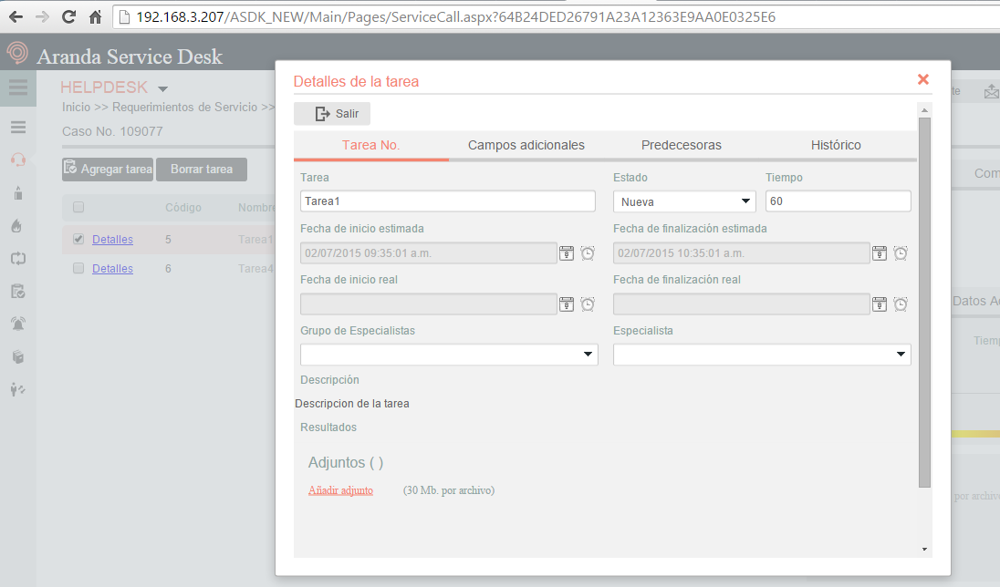 192.168.3.207/ASDK_NEW/Main/Pages/ServiceCall.aspx?64B24DED26791A23A12363E9AA0E0325E6
Aranda Service Desk
HELPDESK
Inicio >> Requerimientos de Servicio >>
Caso No. 109077
Agregar tarea
Borrar tarea
Código
Nombre
Detalles
5
Tarea1
Detalles
6
Tarea4
Detalles de la tarea
Salir
Tarea No.
Campos adicionales
Predecesoras
Histórico
Tarea
Estado
Tiempo
Tarea1
Nueva
60
Fecha de inicio estimada
Fecha de finalización estimada
02/07/2015 09:35:01 a.m.
02/07/2015 10:35:01 a.m.
Fecha de inicio real
Fecha de finalización real
Grupo de Especialistas
Especialista
Descripción
Descripcion de la tarea
Resultados
Adjuntos ( )
Añadir adjunto
(30 Mb. por archivo)
te
Com
Datos A
Tiemp
por archivo